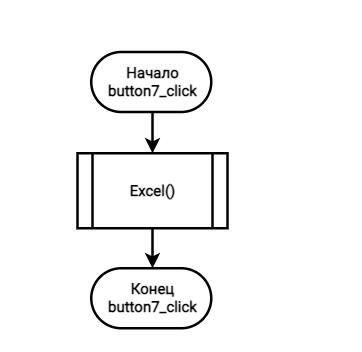 Начало
button7_click
Excel()
Конец
button7_click